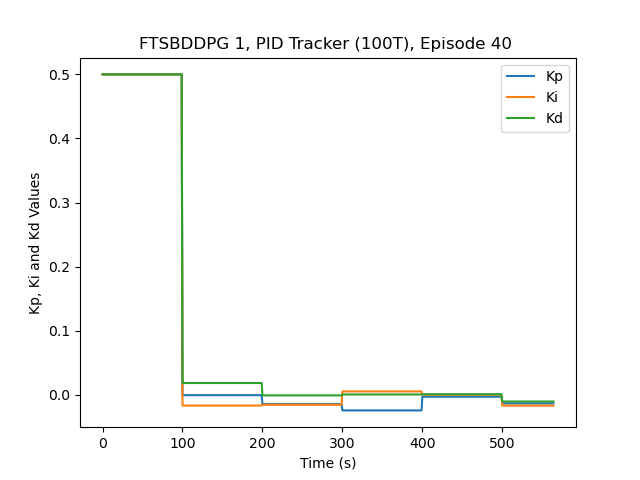 FTSBDDPG 1, PID Tracker (100T), Episode 40
Kp, Ki and Kd Values
0.5
0.4
0.3
0.2
0.1
0.0
Kp
Ki
Kd
0 100 200 300 400 500
Time (s)